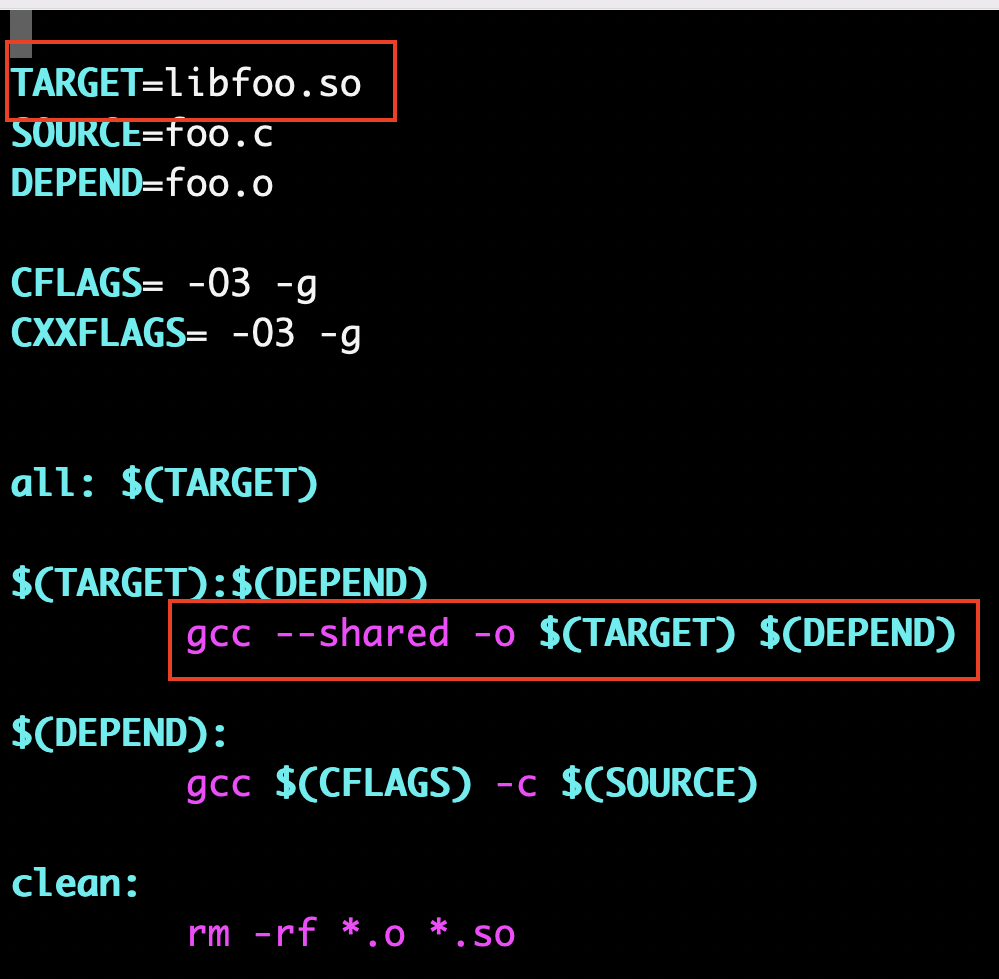 TARGET=libfoo.so
SOURCE=foo.c
DEPEND=foo.o
CFLAGS= -O3 -g
CXXFLAGS= -O3 -g
all: $(TARGET)
$(TARGET):$(DEPEND)
gcc --shared -o $(TARGET) $(DEPEND)
$(DEPEND):
gcc $(CFLAGS) -c $(SOURCE)
clean:
rm -rf *.o *.so